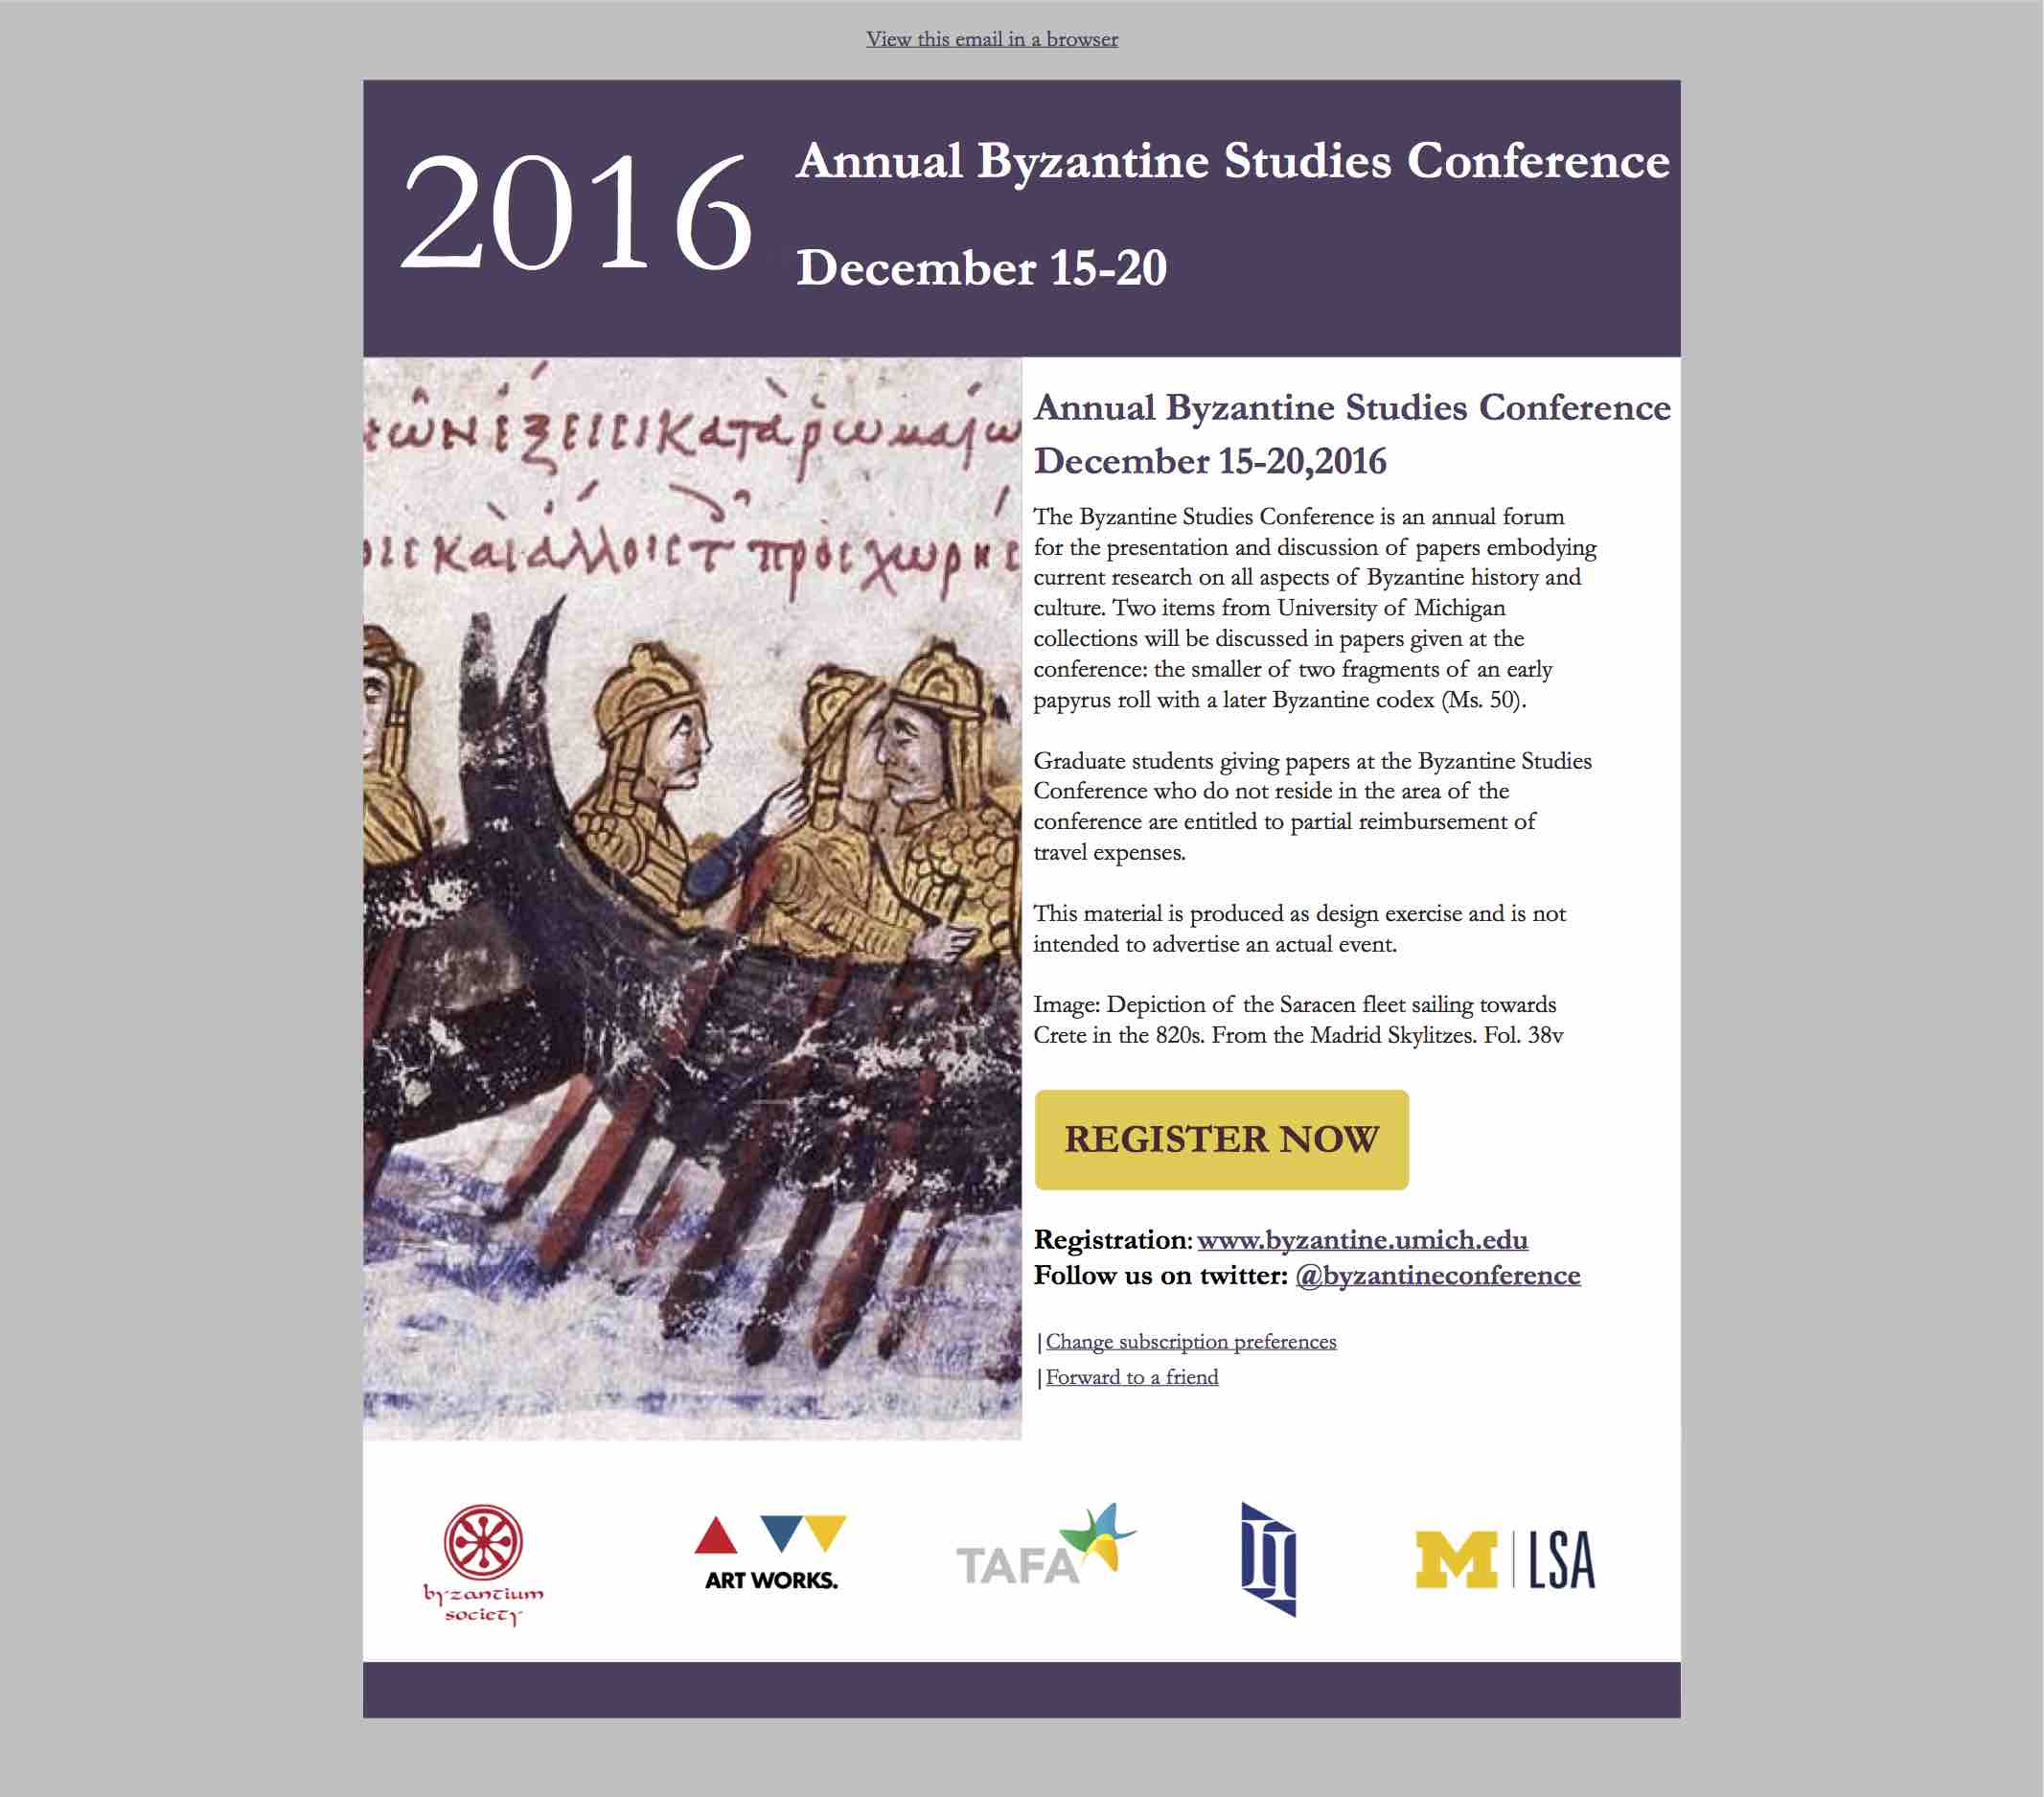 View this email in a browser
2016
Annual Byzantine Studies Conference
December 15-20
Annual Byzantine Studies Conference
December 15-20,2016
The Byzantine Studies Conference is an annual forum
for the presentation and discussion of papers embodying
current research on all aspects of Byzantine history and
culture. Two items from University of Michigan
collections will be discussed in papers given at the
conference: the smaller of two fragments of an early
papyrus roll with a later Byzantine codex (Ms. 50).
Graduate students giving papers at the Byzantine Studies
Conference who do not reside in the area of the
conference are entitled to partial reimbursement of
travel expenses.
This material is produced as design exercise and is not
intended to advertise an actual event.
Image: Depiction of the Saracen fleet sailing towards
Crete in the 820s. From the Madrid Skylitzes. Fol. 38v
REGISTER NOW
Registration: www.byzantine.umich.edu
Follow us on twitter: @byzantineconference
|Change subscription preferences
|Forward to a friend
byzantium
society
ART WORKS.
TAFA
M | LSA